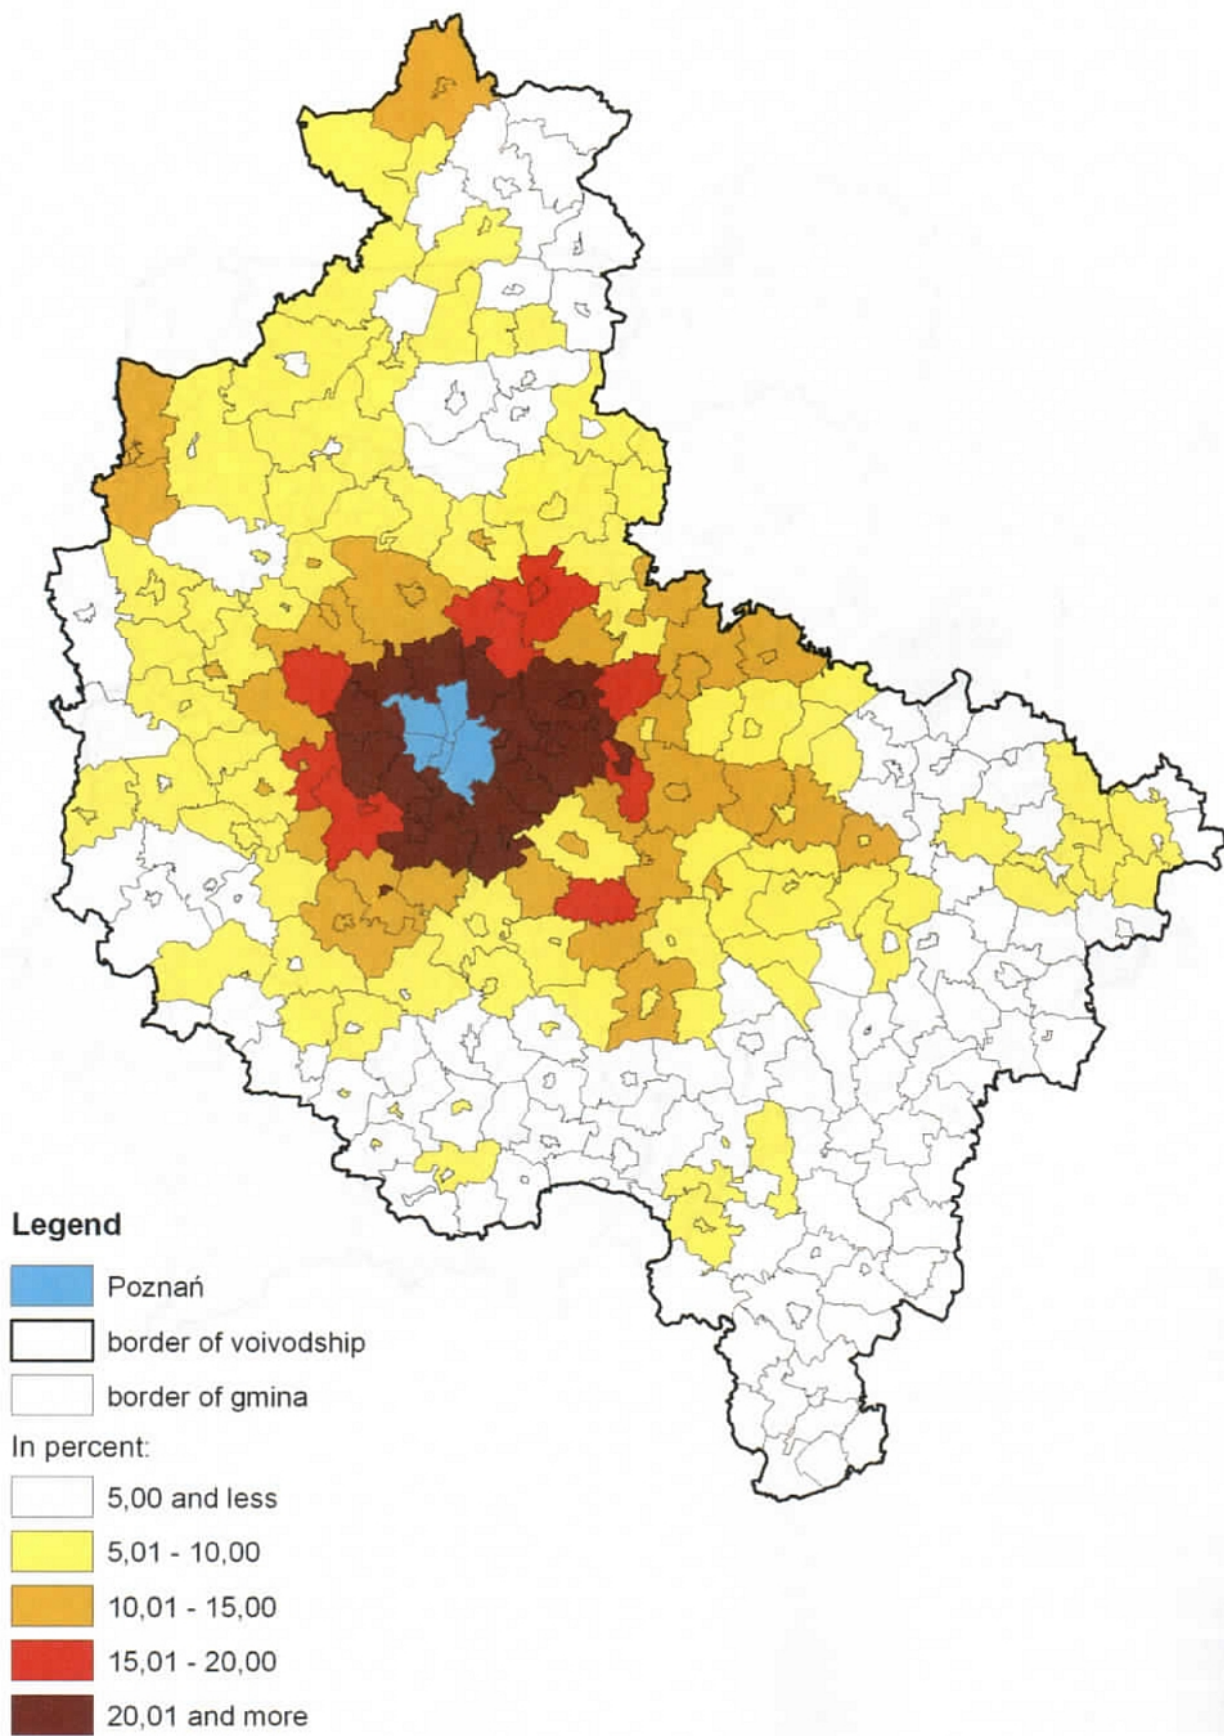 Legend
Poznań
border of voivodship
border of gmina
In percent:
5,00 and less
5,01 - 10,00
10,01 - 15,00
15,01 - 20,00
20,01 and more